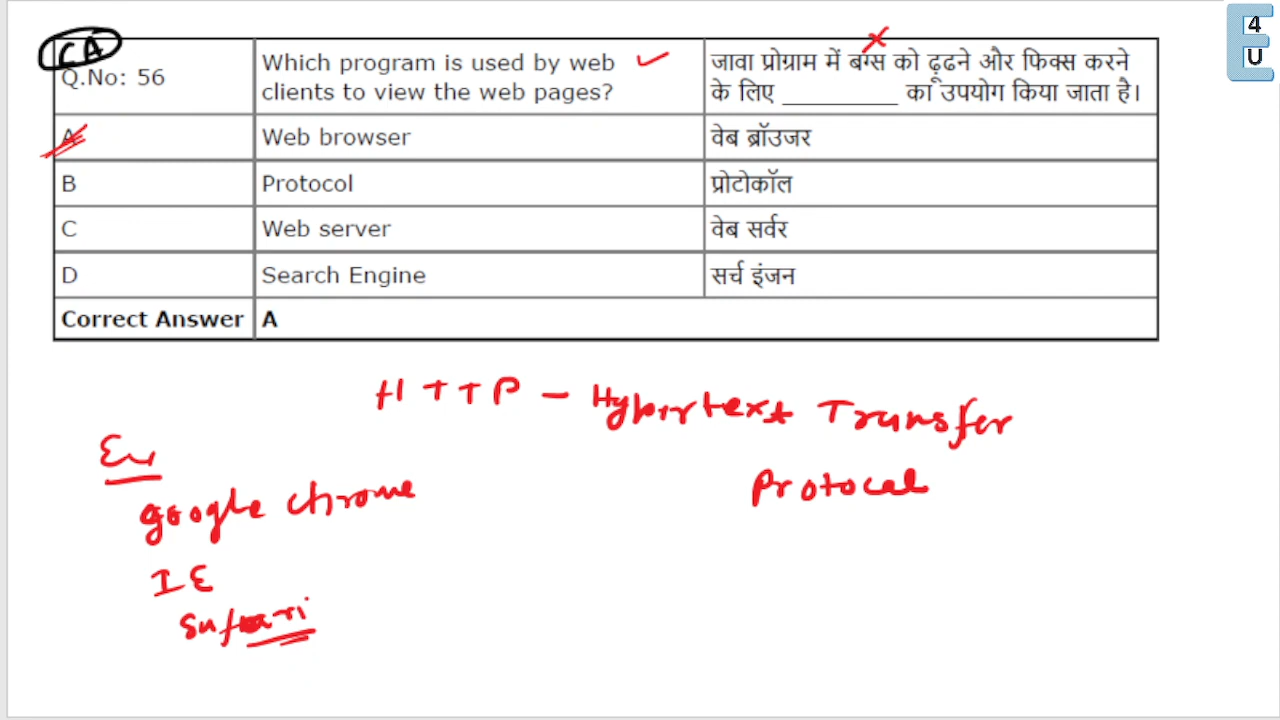 CA
Q.No: 56
Which program is used by web
clients to view the web pages?
जावा प्रोग्राम में बग्स को ढूढने और फिक्स करने
के लिए __________ का उपयोग किया जाता है।
A
Web browser
वेब ब्रॉउजर
B
Protocol
प्रोटोकॉल
C
Web server
वेब सर्वर
D
Search Engine
सर्च इंजन
Correct Answer
A
HTTP - Hypertext Transfer
Protocal
Ex
google chrome
IE
Safari
4
U